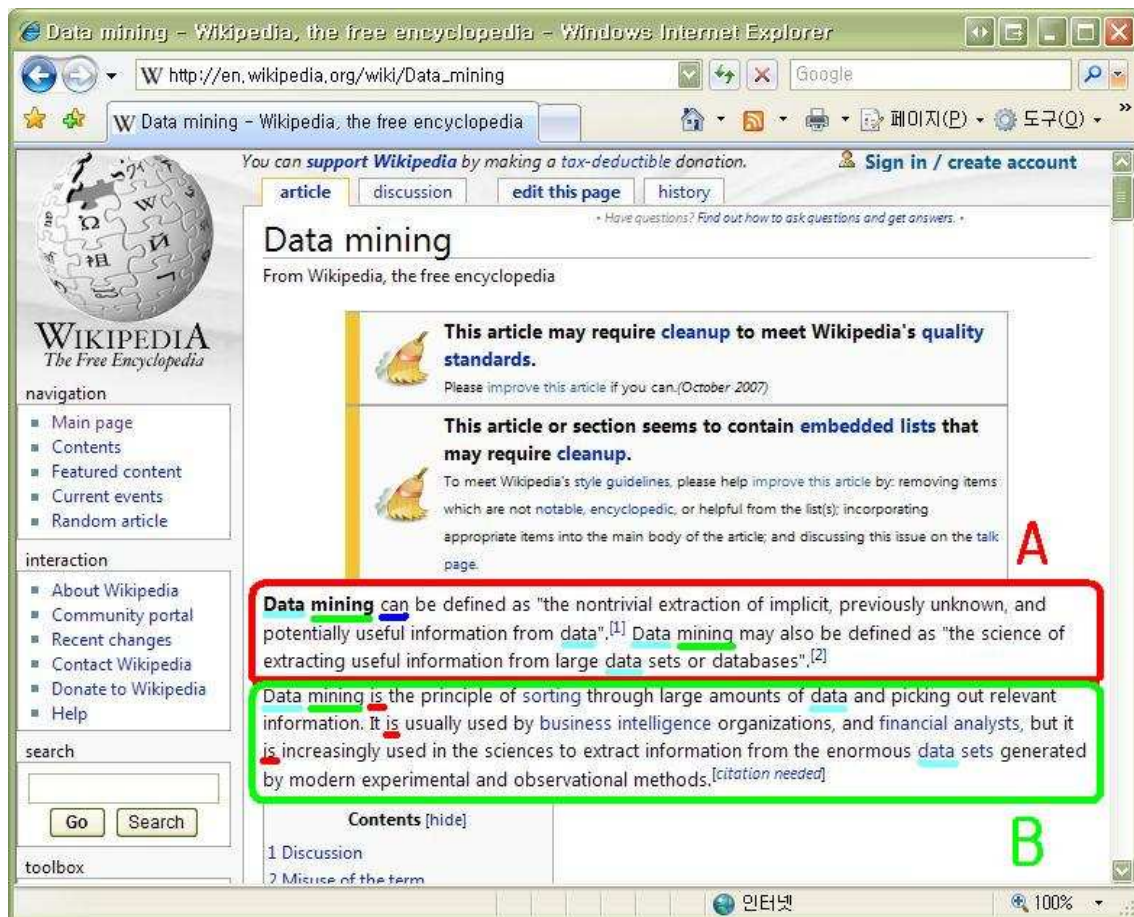 Data mining - Wikipedia, the free encyclopedia - Windows Internet Explorer
http://en.wikipedia.org/wiki/Data_mining
Google
Data mining - Wikipedia, the free encyclopedia
페이지(P)
도구(O)
»
You can support Wikipedia by making a tax-deductible donation.
Sign in / create account
article
discussion
edit this page
history
• Have questions? Find out how to ask questions and get answers. •
Data mining
From Wikipedia, the free encyclopedia
WIKIPEDIA
The Free Encyclopedia
navigation
Main page
Contents
Featured content
Current events
Random article
interaction
About Wikipedia
Community portal
Recent changes
Contact Wikipedia
Donate to Wikipedia
Help
search
Go
Search
toolbox
This article may require cleanup to meet Wikipedia's quality
standards.
Please improve this article if you can.(October 2007)
This article or section seems to contain embedded lists that
may require cleanup.
To meet Wikipedia's style guidelines, please help improve this article by: removing items
which are not notable, encyclopedic, or helpful from the list(s); incorporating
appropriate items into the main body of the article; and discussing this issue on the talk
page.
A
Data mining can be defined as "the nontrivial extraction of implicit, previously unknown, and
potentially useful information from data".[1] Data mining may also be defined as "the science of
extracting useful information from large data sets or databases".[2]
Data mining is the principle of sorting through large amounts of data and picking out relevant
information. It is usually used by business intelligence organizations, and financial analysts, but it
is increasingly used in the sciences to extract information from the enormous data sets generated
by modern experimental and observational methods.[citation needed]
B
Contents [hide]
1 Discussion
2 Misuse of the term
인터넷
100%